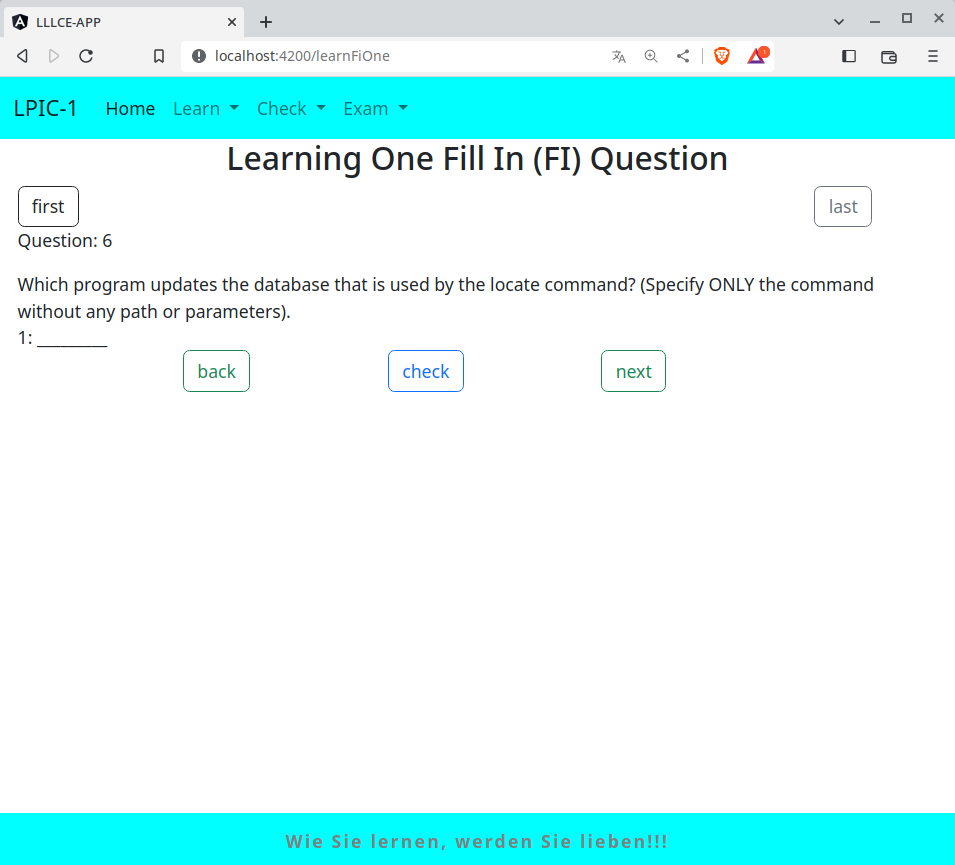 LLLCE-APP
localhost:4200/learnFiOne
1
LPIC-1 Home Learn Check Exam
Learning One Fill In (FI) Question
first last
Question: 6
Which program updates the database that is used by the locate command? (Specify ONLY the command
without any path or parameters).
1: ________
back check next
Wie Sie lernen, werden Sie lieben!!!